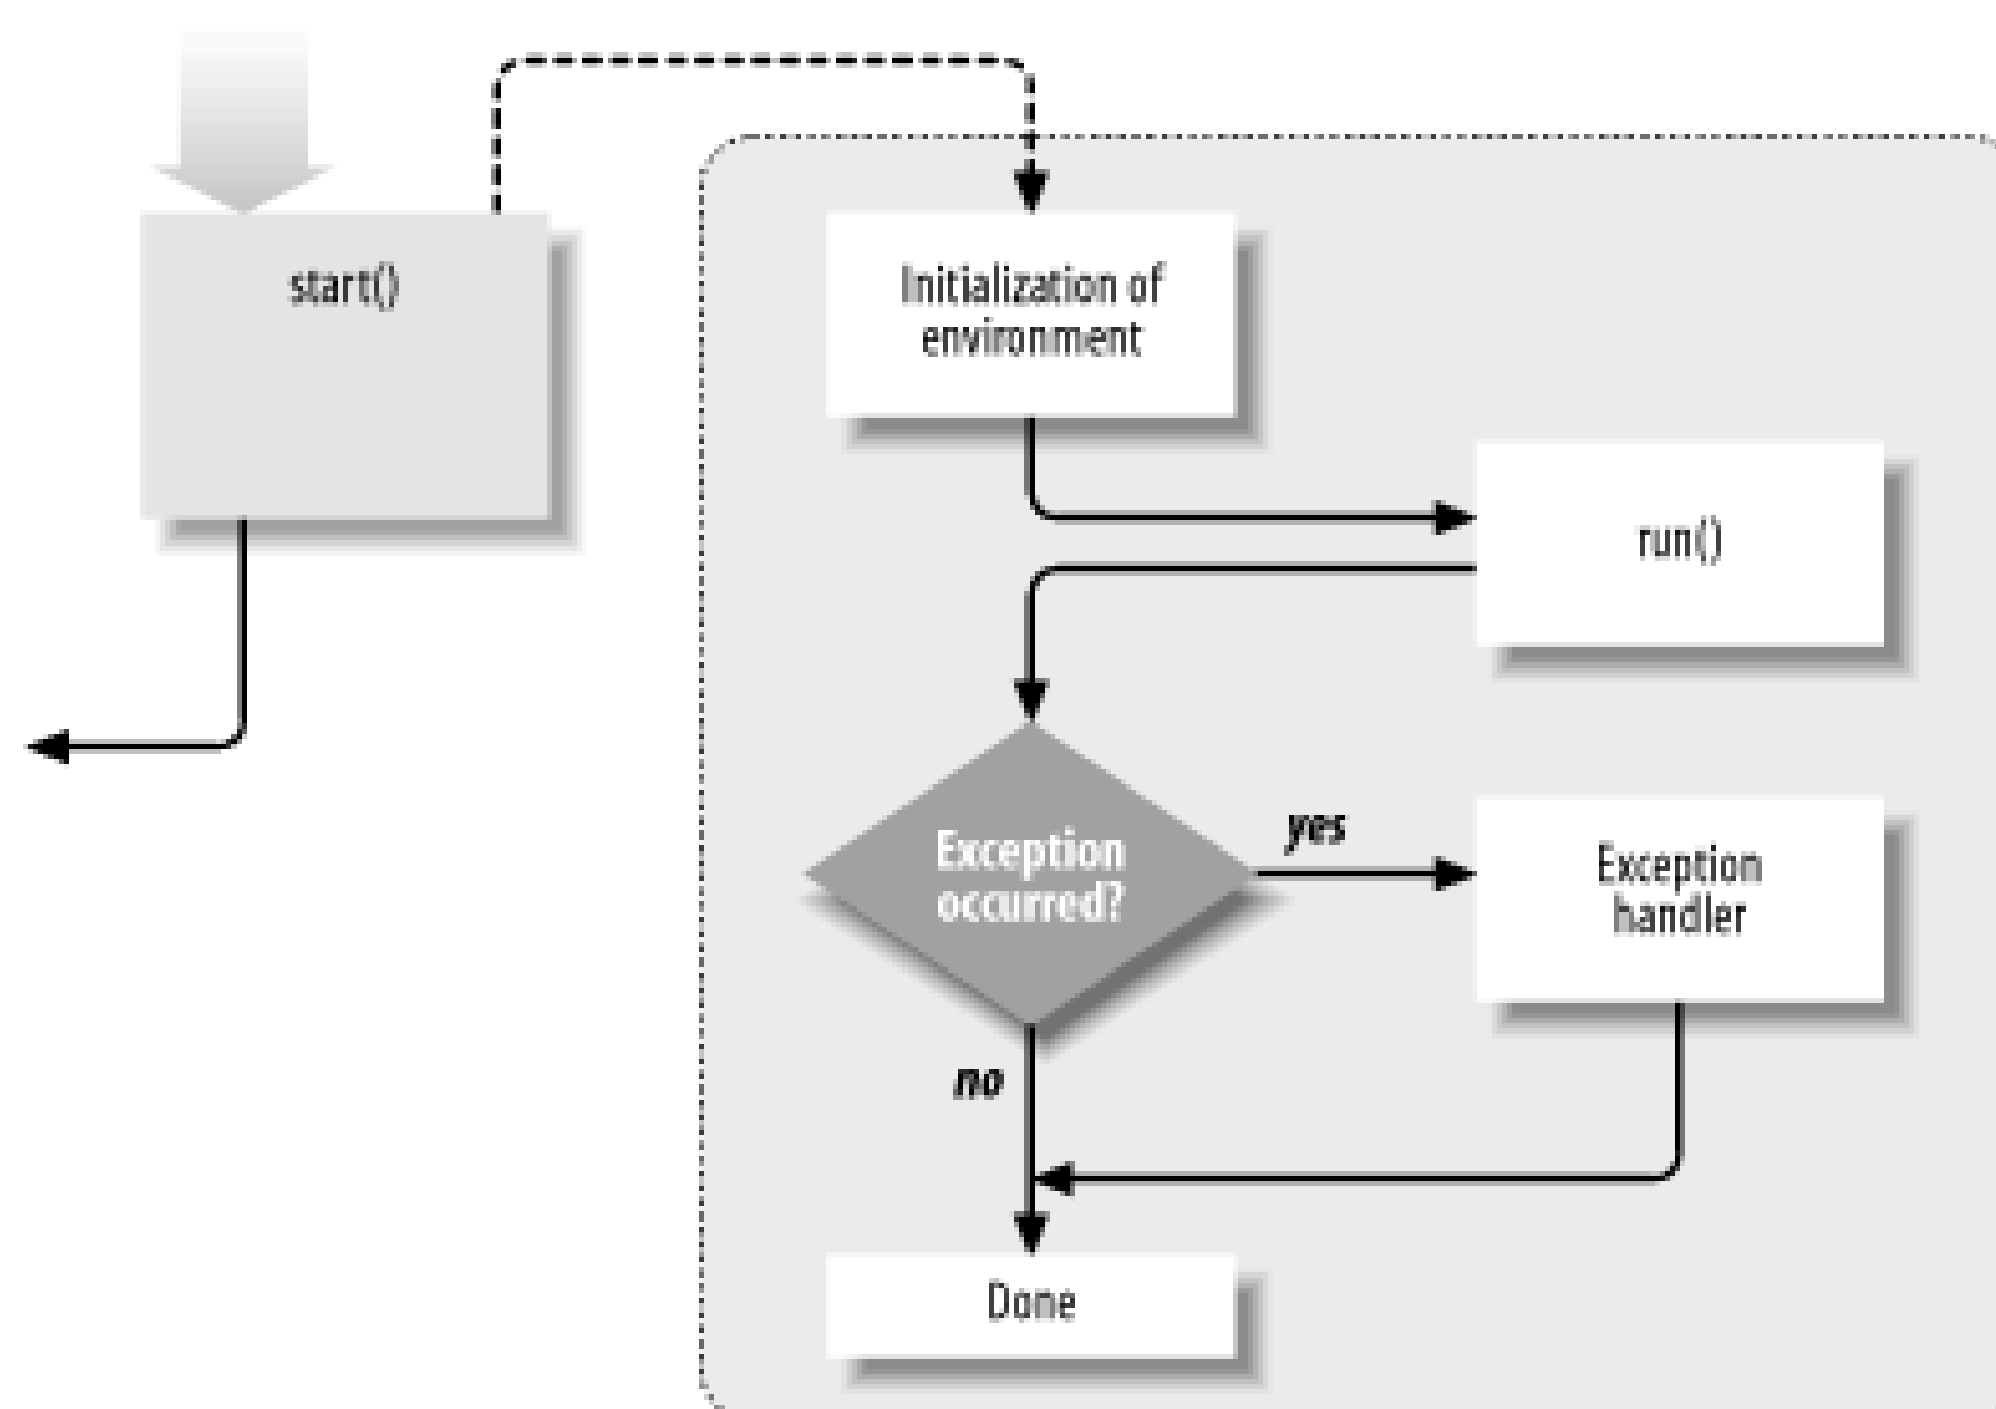 start()
Initialization of
environment
run()
Exception
occurred?
yes
Exception
handler
no
Done